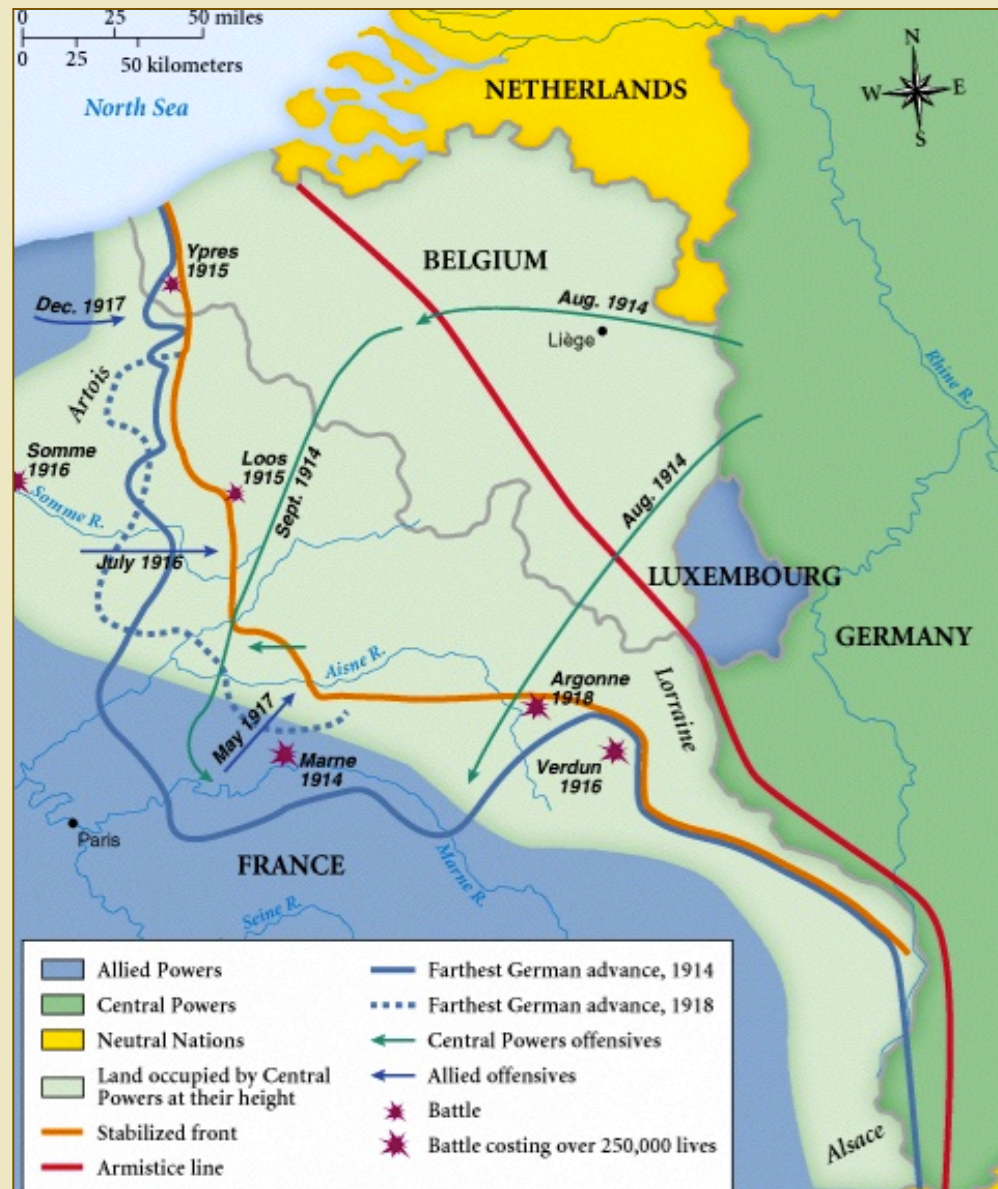 0 25 50 miles
0 25 50 kilometers
North Sea
NETHERLANDS
N
W E
S
Ypres
1915
BELGIUM
Dec. 1917
Aug. 1914
Liège
Rhine R.
Artois
Somme
1916
Loos
1915
Sept. 1914
Aug. 1914
Somme R.
July 1916
LUXEMBOURG
GERMANY
Aisne R.
Argonne
1918
Lorraine
May 1917
Marne
1914
Verdun
1916
Paris
FRANCE
Marne R.
Seine R.
Allied Powers
Central Powers
Neutral Nations
Land occupied by Central
Powers at their height
Stabilized front
Armistice line
Farthest German advance, 1914
Farthest German advance, 1918
Central Powers offensives
Allied offensives
Battle
Battle costing over 250,000 lives
Alsace